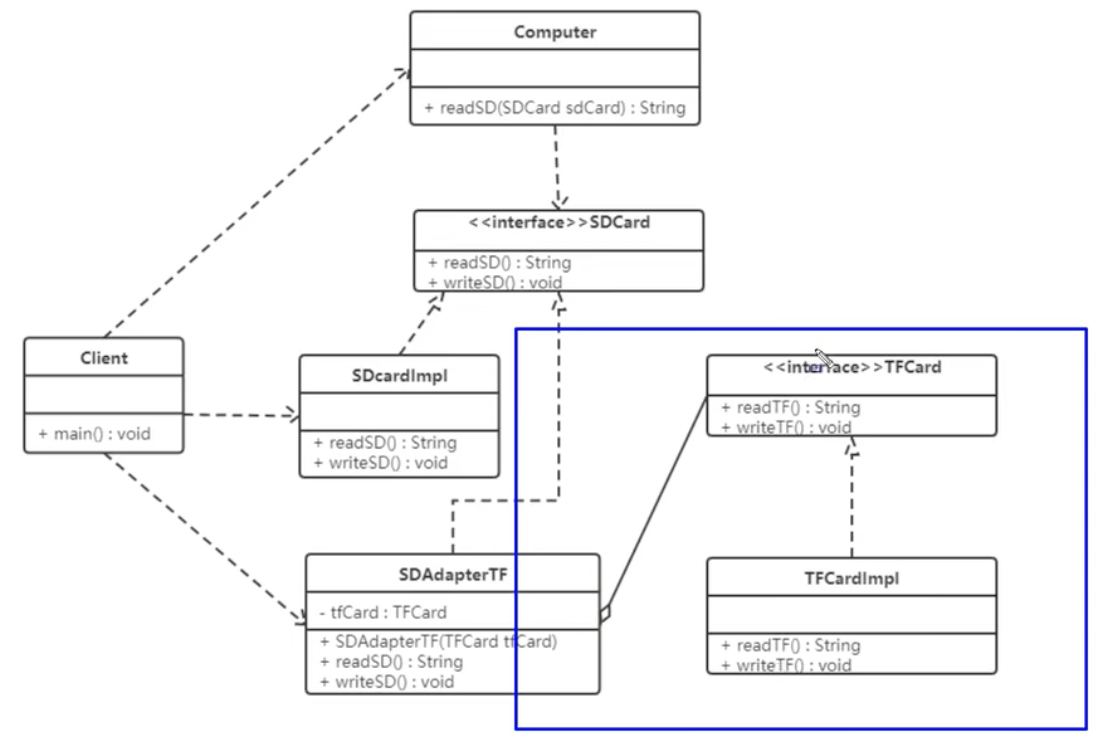 Computer
+ readSD(SDCard sdCard) : String
<<interface>>SDCard
+ readSD() : String
+ writeSD() : void
Client
+ main() : void
SDcardImpl
+ readSD() : String
+ writeSD() : void
<<interface>>TFCard
+ readTF() : String
+ writeTF() : void
SDAdapterTF
- tfCard : TFCard
+ SDAdapterTF(TFCard tfCard)
+ readSD() : String
+ writeSD() : void
TFCardImpl
+ readTF() : String
+ writeTF() : void